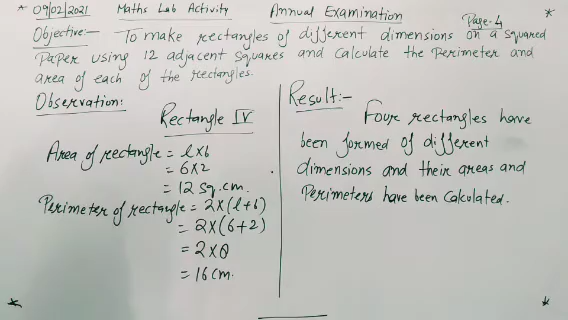 * 09/02/2021 Maths Lab Activity Annual Examination *
Page-4
Objective:- To make rectangles of different dimensions on a squared
Paper using 12 adjacent squares and calculate the Perimeter and
area of each of the rectangles.
Observation:
Rectangle IV
Area of rectangle = l×b
= 6×2
= 12 sq.cm.
Perimeter of rectangle = 2×(l+b)
= 2×(6+2)
= 2×8
= 16 cm.
Result:-
Four rectangles have
been formed of different
dimensions and their areas and
Perimeters have been Calculated.
* *